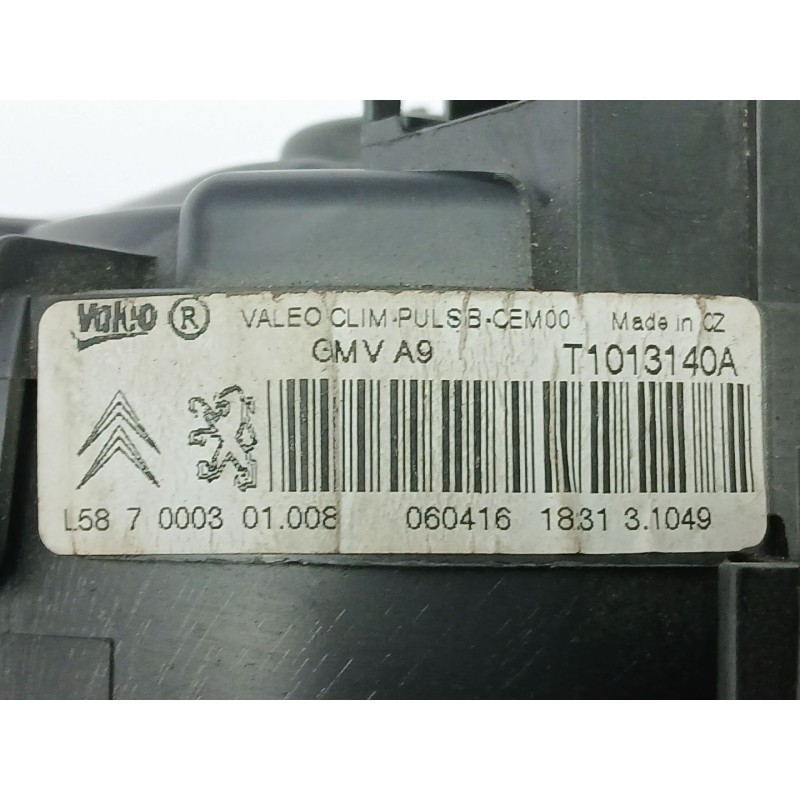 Valeo ® VALEO CLIM-PULSB-CEM00 Made in CZ
GMV A9 T1013140A
L58 7 0003 01.008 060416 1831 3.1049